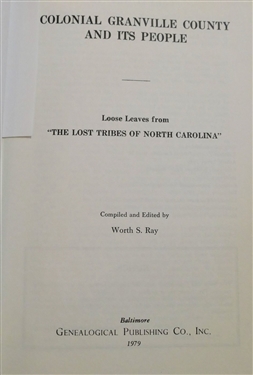 COLONIAL GRANVILLE COUNTY
AND ITS PEOPLE
Loose Leaves from
"THE LOST TRIBES OF NORTH CAROLINA"
Compiled and Edited by
Worth S. Ray
Baltimore
GENEALOGICAL PUBLISHING CO., INC.
1979